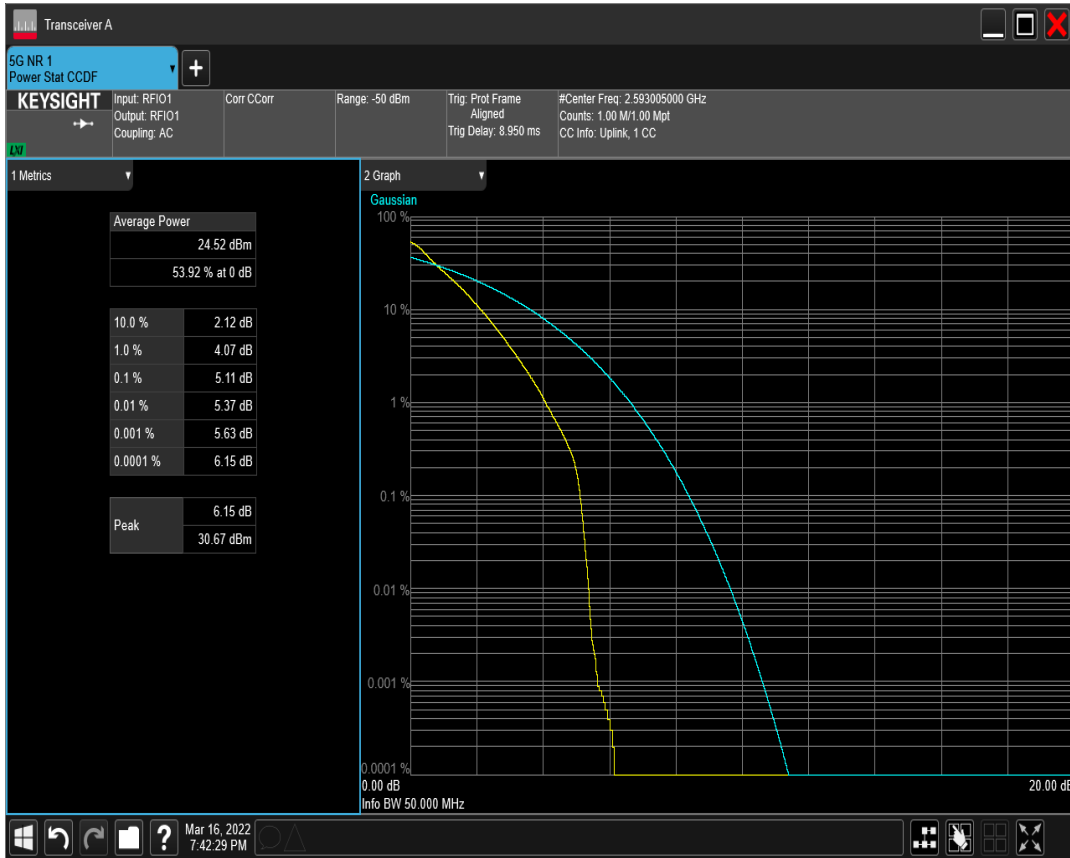 Transceiver A
5G NR 1
Power Stat CCDF
KEYSIGHT
LXI
Input: RFIO1
Output: RFIO1
Coupling: AC
Corr CCorr
Range: -50 dBm
Trig: Prot Frame
Aligned
Trig Delay: 8.950 ms
#Center Freq: 2.593005000 GHz
Counts: 1.00 M/1.00 Mpt
CC Info: Uplink, 1 CC
1 Metrics
Average Power
24.52 dBm
53.92 % at 0 dB
10.0 % 2.12 dB
1.0 % 4.07 dB
0.1 % 5.11 dB
0.01 % 5.37 dB
0.001 % 5.63 dB
0.0001 % 6.15 dB
Peak
6.15 dB
30.67 dBm
2 Graph
Gaussian
100 %
10 %
1 %
0.1 %
0.01 %
0.001 %
0.0001 %
0.00 dB 20.00 dB
Info BW 50.000 MHz
?
Mar 16, 2022
7:42:29 PM